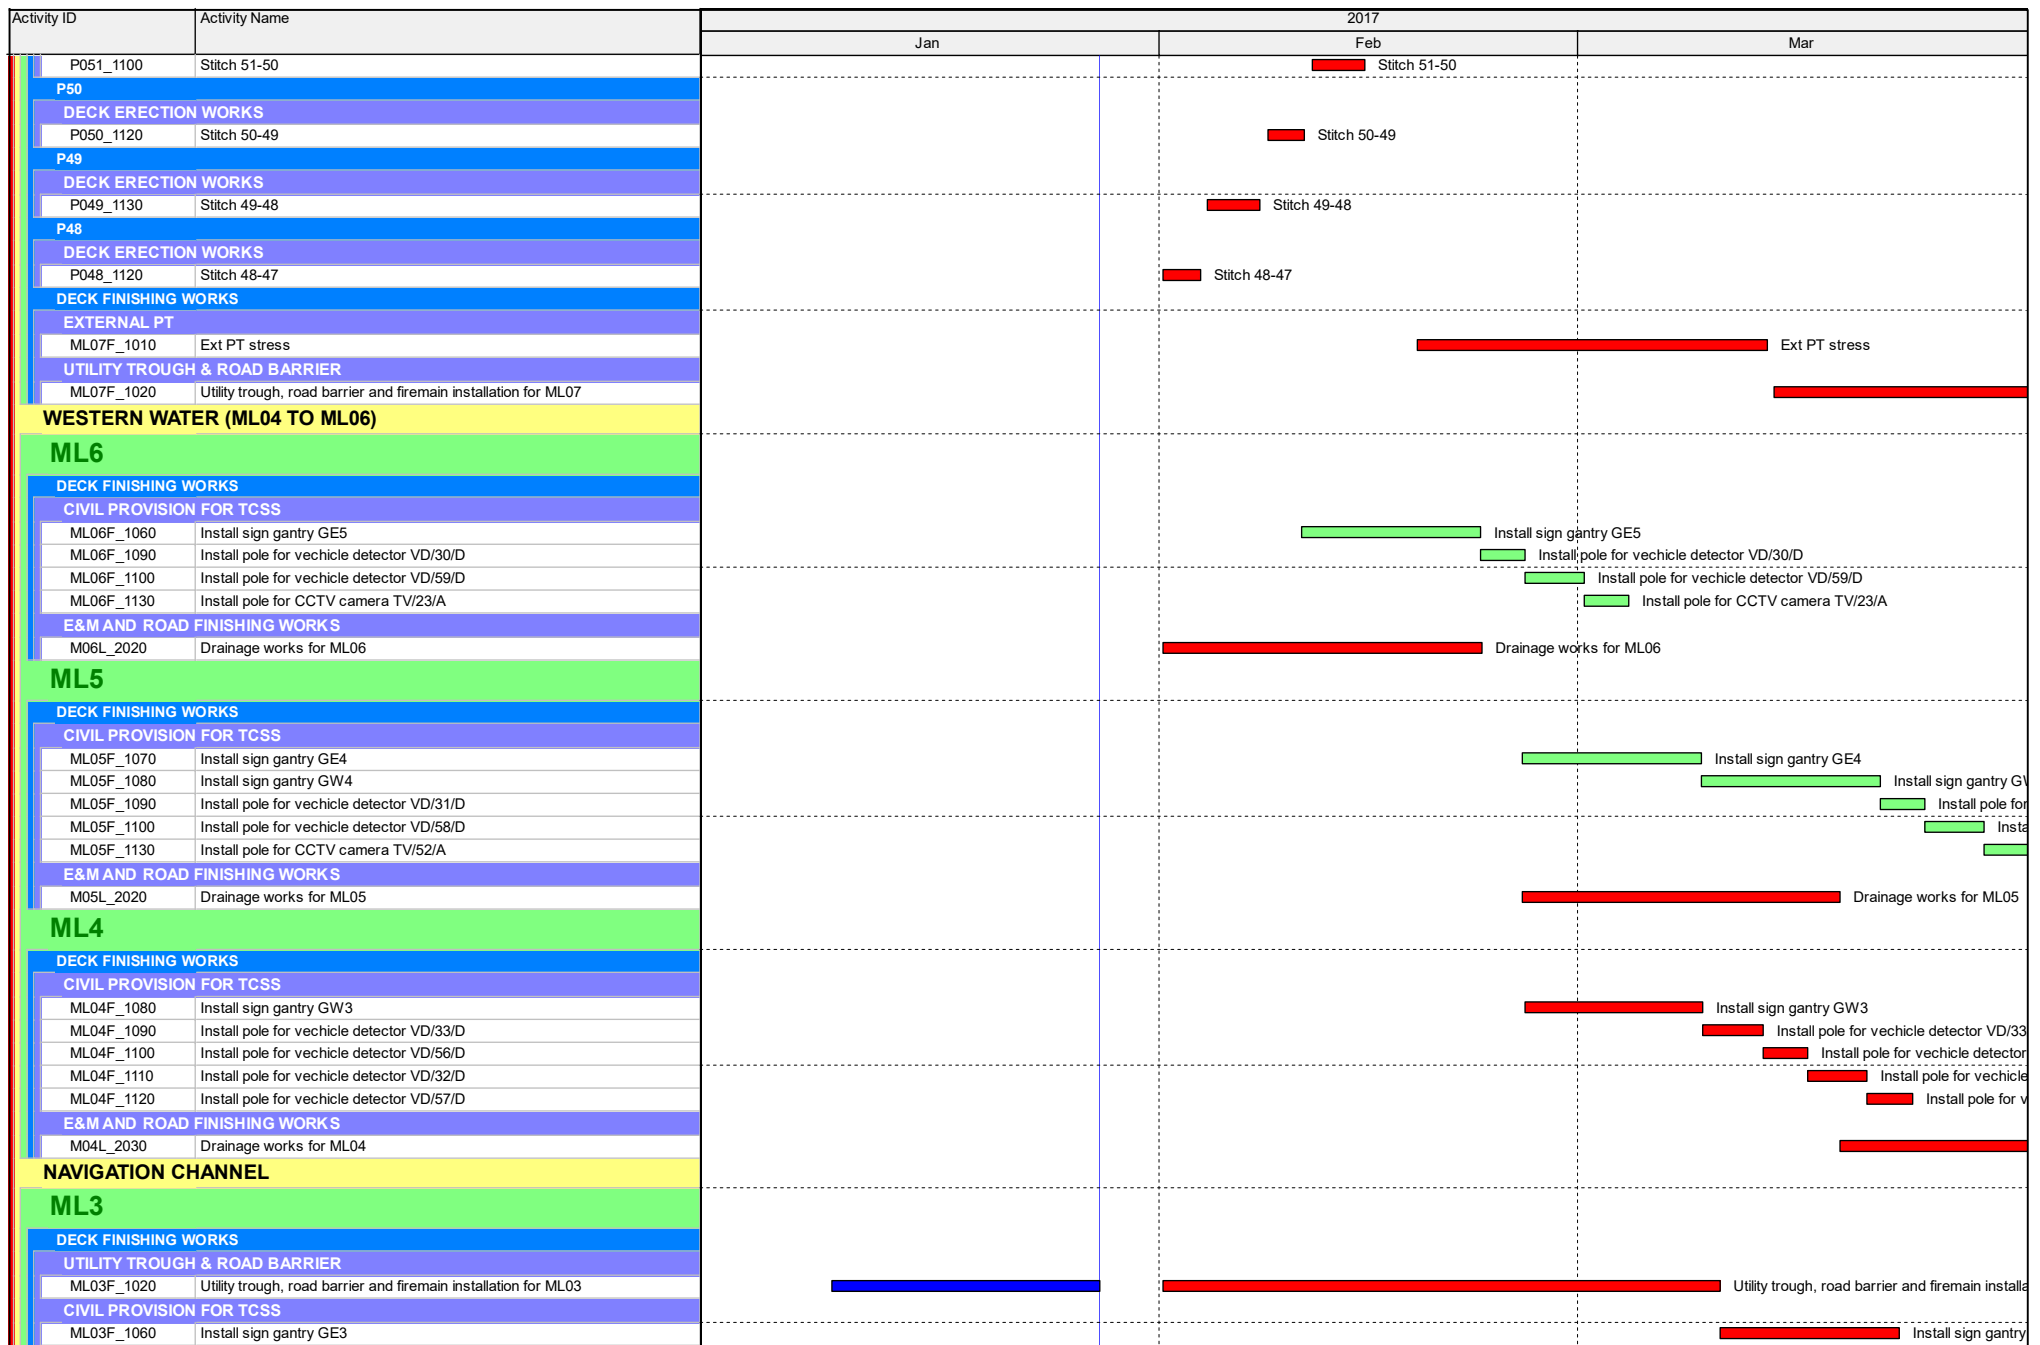 Activity ID Activity Name 2017
Jan Feb Mar
P051_1100 Stitch 51-50 Stitch 51-50
P50
DECK ERECTION WORKS
P050_1120 Stitch 50-49 Stitch 50-49
P49
DECK ERECTION WORKS
P049_1130 Stitch 49-48 Stitch 49-48
P48
DECK ERECTION WORKS
P048_1120 Stitch 48-47 Stitch 48-47
DECK FINISHING WORKS
EXTERNAL PT
ML07F_1010 Ext PT stress Ext PT stress
UTILITY TROUGH & ROAD BARRIER
ML07F_1020 Utility trough, road barrier and firemain installation for ML07
WESTERN WATER (ML04 TO ML06)
ML6
DECK FINISHING WORKS
CIVIL PROVISION FOR TCSS
ML06F_1060 Install sign gantry GE5 Install sign gantry GE5
ML06F_1090 Install pole for vechicle detector VD/30/D Install pole for vechicle detector VD/30/D
ML06F_1100 Install pole for vechicle detector VD/59/D Install pole for vechicle detector VD/59/D
ML06F_1130 Install pole for CCTV camera TV/23/A Install pole for CCTV camera TV/23/A
E&M AND ROAD FINISHING WORKS
M06L_2020 Drainage works for ML06 Drainage works for ML06
ML5
DECK FINISHING WORKS
CIVIL PROVISION FOR TCSS
ML05F_1070 Install sign gantry GE4 Install sign gantry GE4
ML05F_1080 Install sign gantry GW4 Install sign gantry GW
ML05F_1090 Install pole for vechicle detector VD/31/D Install pole for
ML05F_1100 Install pole for vechicle detector VD/58/D Insta
ML05F_1130 Install pole for CCTV camera TV/52/A
E&M AND ROAD FINISHING WORKS
M05L_2020 Drainage works for ML05 Drainage works for ML05
ML4
DECK FINISHING WORKS
CIVIL PROVISION FOR TCSS
ML04F_1080 Install sign gantry GW3 Install sign gantry GW3
ML04F_1090 Install pole for vechicle detector VD/33/D Install pole for vechicle detector VD/33
ML04F_1100 Install pole for vechicle detector VD/56/D Install pole for vechicle detector
ML04F_1110 Install pole for vechicle detector VD/32/D Install pole for vechicle
ML04F_1120 Install pole for vechicle detector VD/57/D Install pole for v
E&M AND ROAD FINISHING WORKS
M04L_2030 Drainage works for ML04
NAVIGATION CHANNEL
ML3
DECK FINISHING WORKS
UTILITY TROUGH & ROAD BARRIER
ML03F_1020 Utility trough, road barrier and firemain installation for ML03 Utility trough, road barrier and firemain installa
CIVIL PROVISION FOR TCSS
ML03F_1060 Install sign gantry GE3 Install sign gantry